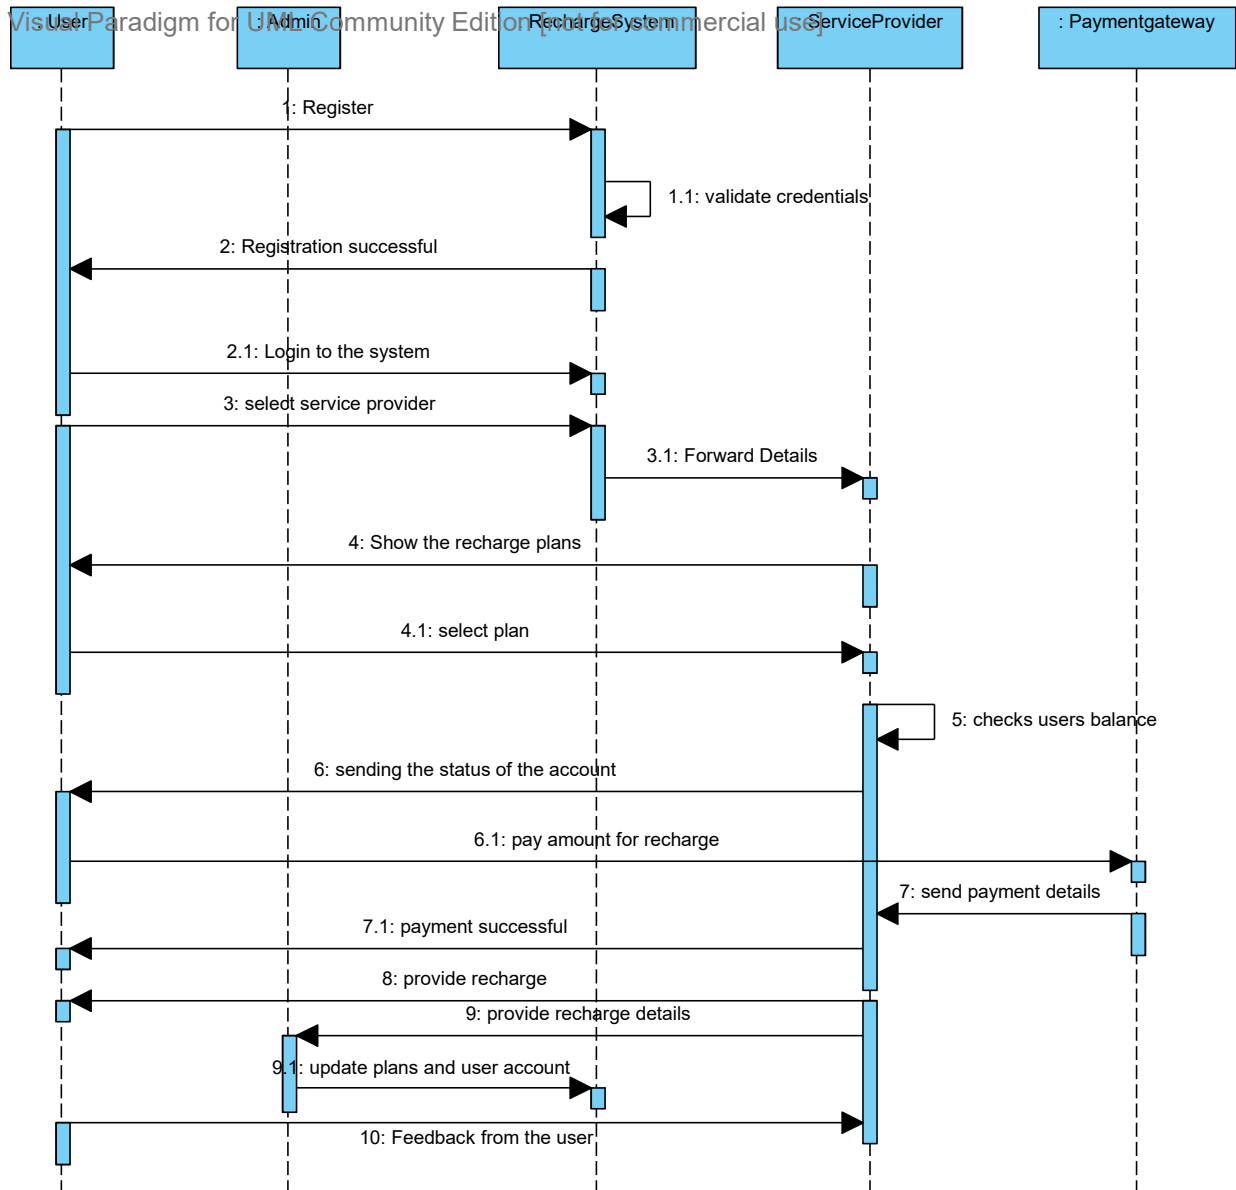 Visual Paradigm for UML Community Edition [not for commercial use]
: User
: Admin
RechargeSystem
ServiceProvider
: Paymentgateway
1: Register
1.1: validate credentials
2: Registration successful
2.1: Login to the system
3: select service provider
3.1: Forward Details
4: Show the recharge plans
4.1: select plan
5: checks users balance
6: sending the status of the account
6.1: pay amount for recharge
7: send payment details
7.1: payment successful
8: provide recharge
9: provide recharge details
9.1: update plans and user account
10: Feedback from the user